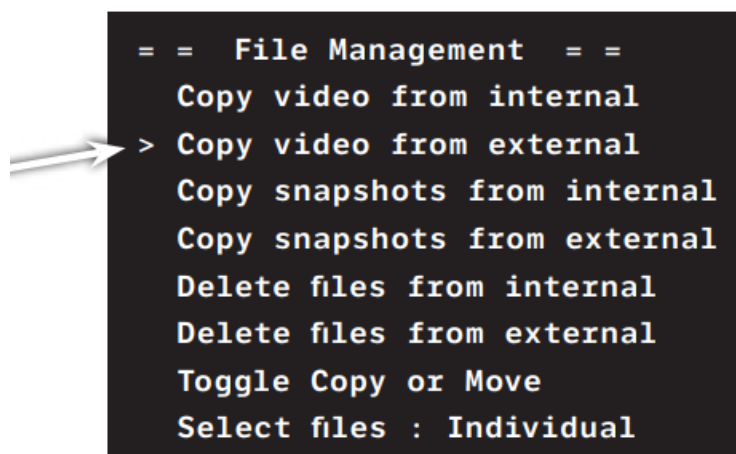 = = File Management = =
Copy video from internal
> Copy video from external
Copy snapshots from internal
Copy snapshots from external
Delete files from internal
Delete files from external
Toggle Copy or Move
Select files : Individual